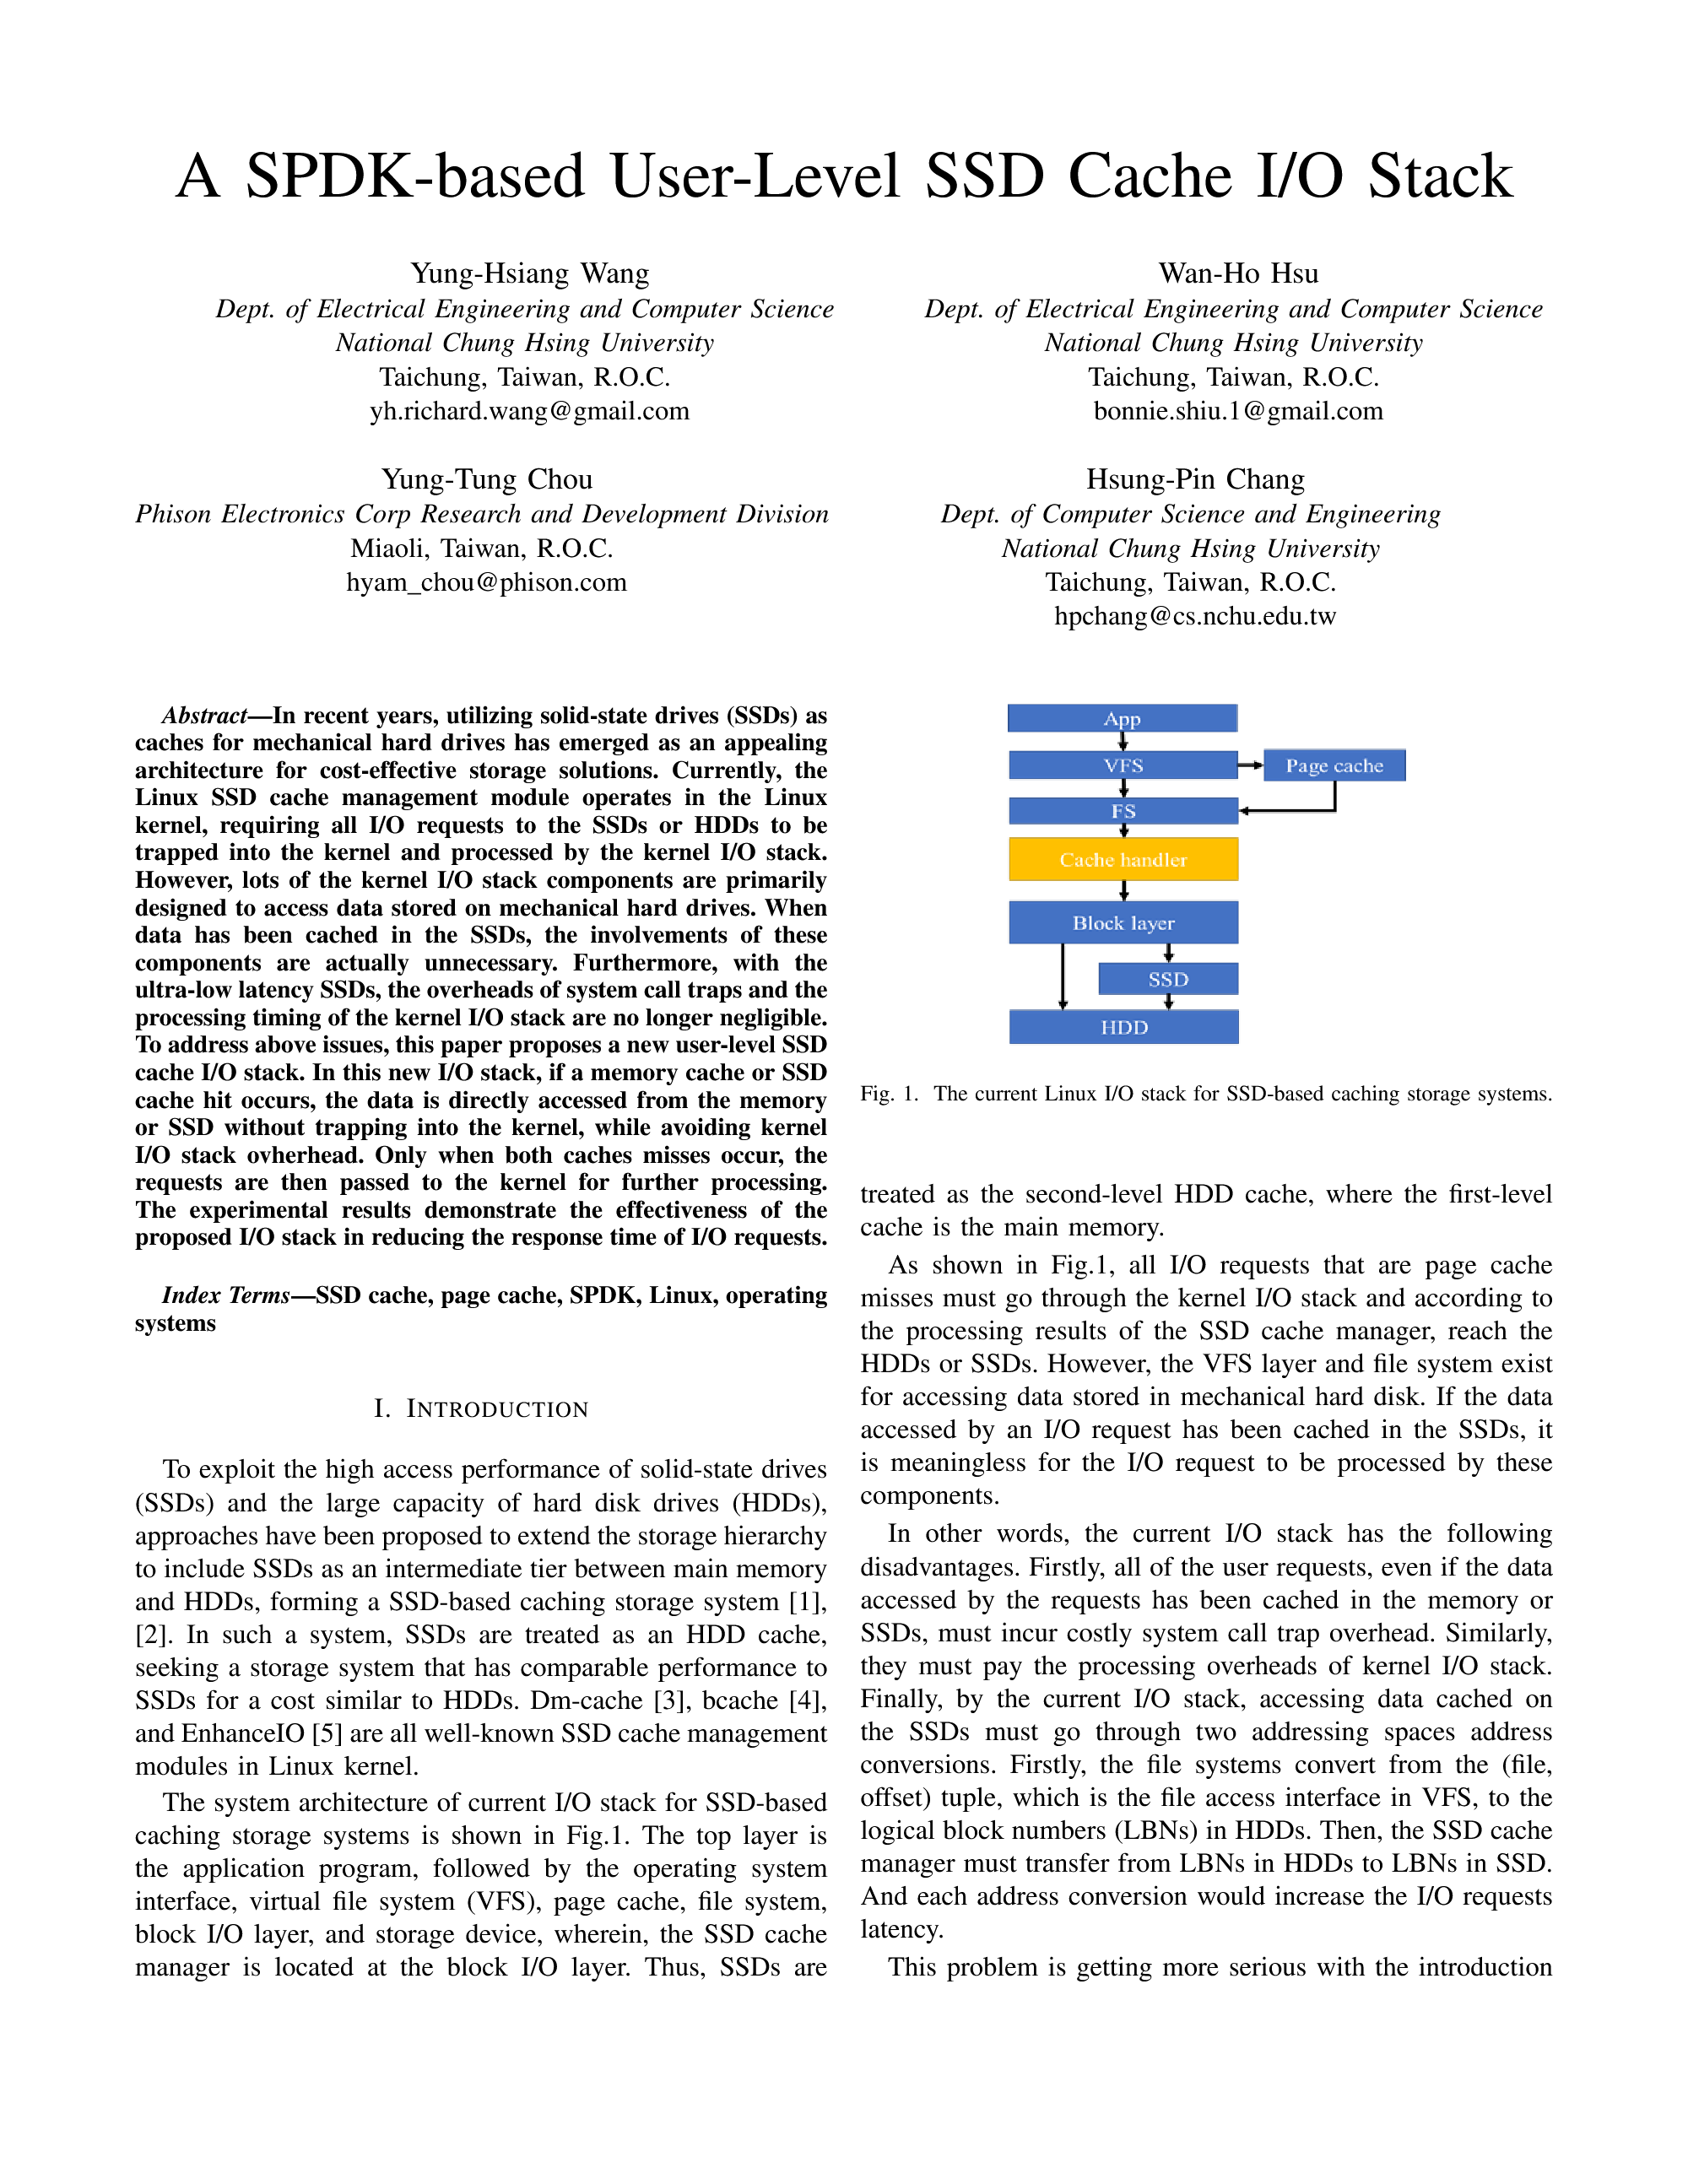 A SPDK-based User-Level SSD Cache I/O Stack
Yung-Hsiang Wang
Dept. of Electrical Engineering and Computer Science
National Chung Hsing University
Taichung, Taiwan, R.O.C.
yh.richard.wang@gmail.com
Wan-Ho Hsu
Dept. of Electrical Engineering and Computer Science
National Chung Hsing University
Taichung, Taiwan, R.O.C.
bonnie.shiu.1@gmail.com
Yung-Tung Chou
Phison Electronics Corp Research and Development Division
Miaoli, Taiwan, R.O.C.
hyam_chou@phison.com
Hsung-Pin Chang
Dept. of Computer Science and Engineering
National Chung Hsing University
Taichung, Taiwan, R.O.C.
hpchang@cs.nchu.edu.tw
Abstract—In recent years, utilizing solid-state drives (SSDs) as
caches for mechanical hard drives has emerged as an appealing
architecture for cost-effective storage solutions. Currently, the
Linux SSD cache management module operates in the Linux
kernel, requiring all I/O requests to the SSDs or HDDs to be
trapped into the kernel and processed by the kernel I/O stack.
However, lots of the kernel I/O stack components are primarily
designed to access data stored on mechanical hard drives. When
data has been cached in the SSDs, the involvements of these
components are actually unnecessary. Furthermore, with the
ultra-low latency SSDs, the overheads of system call traps and the
processing timing of the kernel I/O stack are no longer negligible.
To address above issues, this paper proposes a new user-level SSD
cache I/O stack. In this new I/O stack, if a memory cache or SSD
cache hit occurs, the data is directly accessed from the memory
or SSD without trapping into the kernel, while avoiding kernel
I/O stack ovherhead. Only when both caches misses occur, the
requests are then passed to the kernel for further processing.
The experimental results demonstrate the effectiveness of the
proposed I/O stack in reducing the response time of I/O requests.
Index Terms—SSD cache, page cache, SPDK, Linux, operating
systems
I. INTRODUCTION
To exploit the high access performance of solid-state drives
(SSDs) and the large capacity of hard disk drives (HDDs),
approaches have been proposed to extend the storage hierarchy
to include SSDs as an intermediate tier between main memory
and HDDs, forming a SSD-based caching storage system [1],
[2]. In such a system, SSDs are treated as an HDD cache,
seeking a storage system that has comparable performance to
SSDs for a cost similar to HDDs. Dm-cache [3], bcache [4],
and EnhanceIO [5] are all well-known SSD cache management
modules in Linux kernel.
The system architecture of current I/O stack for SSD-based
caching storage systems is shown in Fig.1. The top layer is
the application program, followed by the operating system
interface, virtual file system (VFS), page cache, file system,
block I/O layer, and storage device, wherein, the SSD cache
manager is located at the block I/O layer. Thus, SSDs are
App
VFS
Page cache
FS
Cache handler
Block layer
SSD
HDD
Fig. 1. The current Linux I/O stack for SSD-based caching storage systems.
treated as the second-level HDD cache, where the first-level
cache is the main memory.
As shown in Fig.1, all I/O requests that are page cache
misses must go through the kernel I/O stack and according to
the processing results of the SSD cache manager, reach the
HDDs or SSDs. However, the VFS layer and file system exist
for accessing data stored in mechanical hard disk. If the data
accessed by an I/O request has been cached in the SSDs, it
is meaningless for the I/O request to be processed by these
components.
In other words, the current I/O stack has the following
disadvantages. Firstly, all of the user requests, even if the data
accessed by the requests has been cached in the memory or
SSDs, must incur costly system call trap overhead. Similarly,
they must pay the processing overheads of kernel I/O stack.
Finally, by the current I/O stack, accessing data cached on
the SSDs must go through two addressing spaces address
conversions. Firstly, the file systems convert from the (file,
offset) tuple, which is the file access interface in VFS, to the
logical block numbers (LBNs) in HDDs. Then, the SSD cache
manager must transfer from LBNs in HDDs to LBNs in SSD.
And each address conversion would increase the I/O requests
latency.
This problem is getting more serious with the introduction